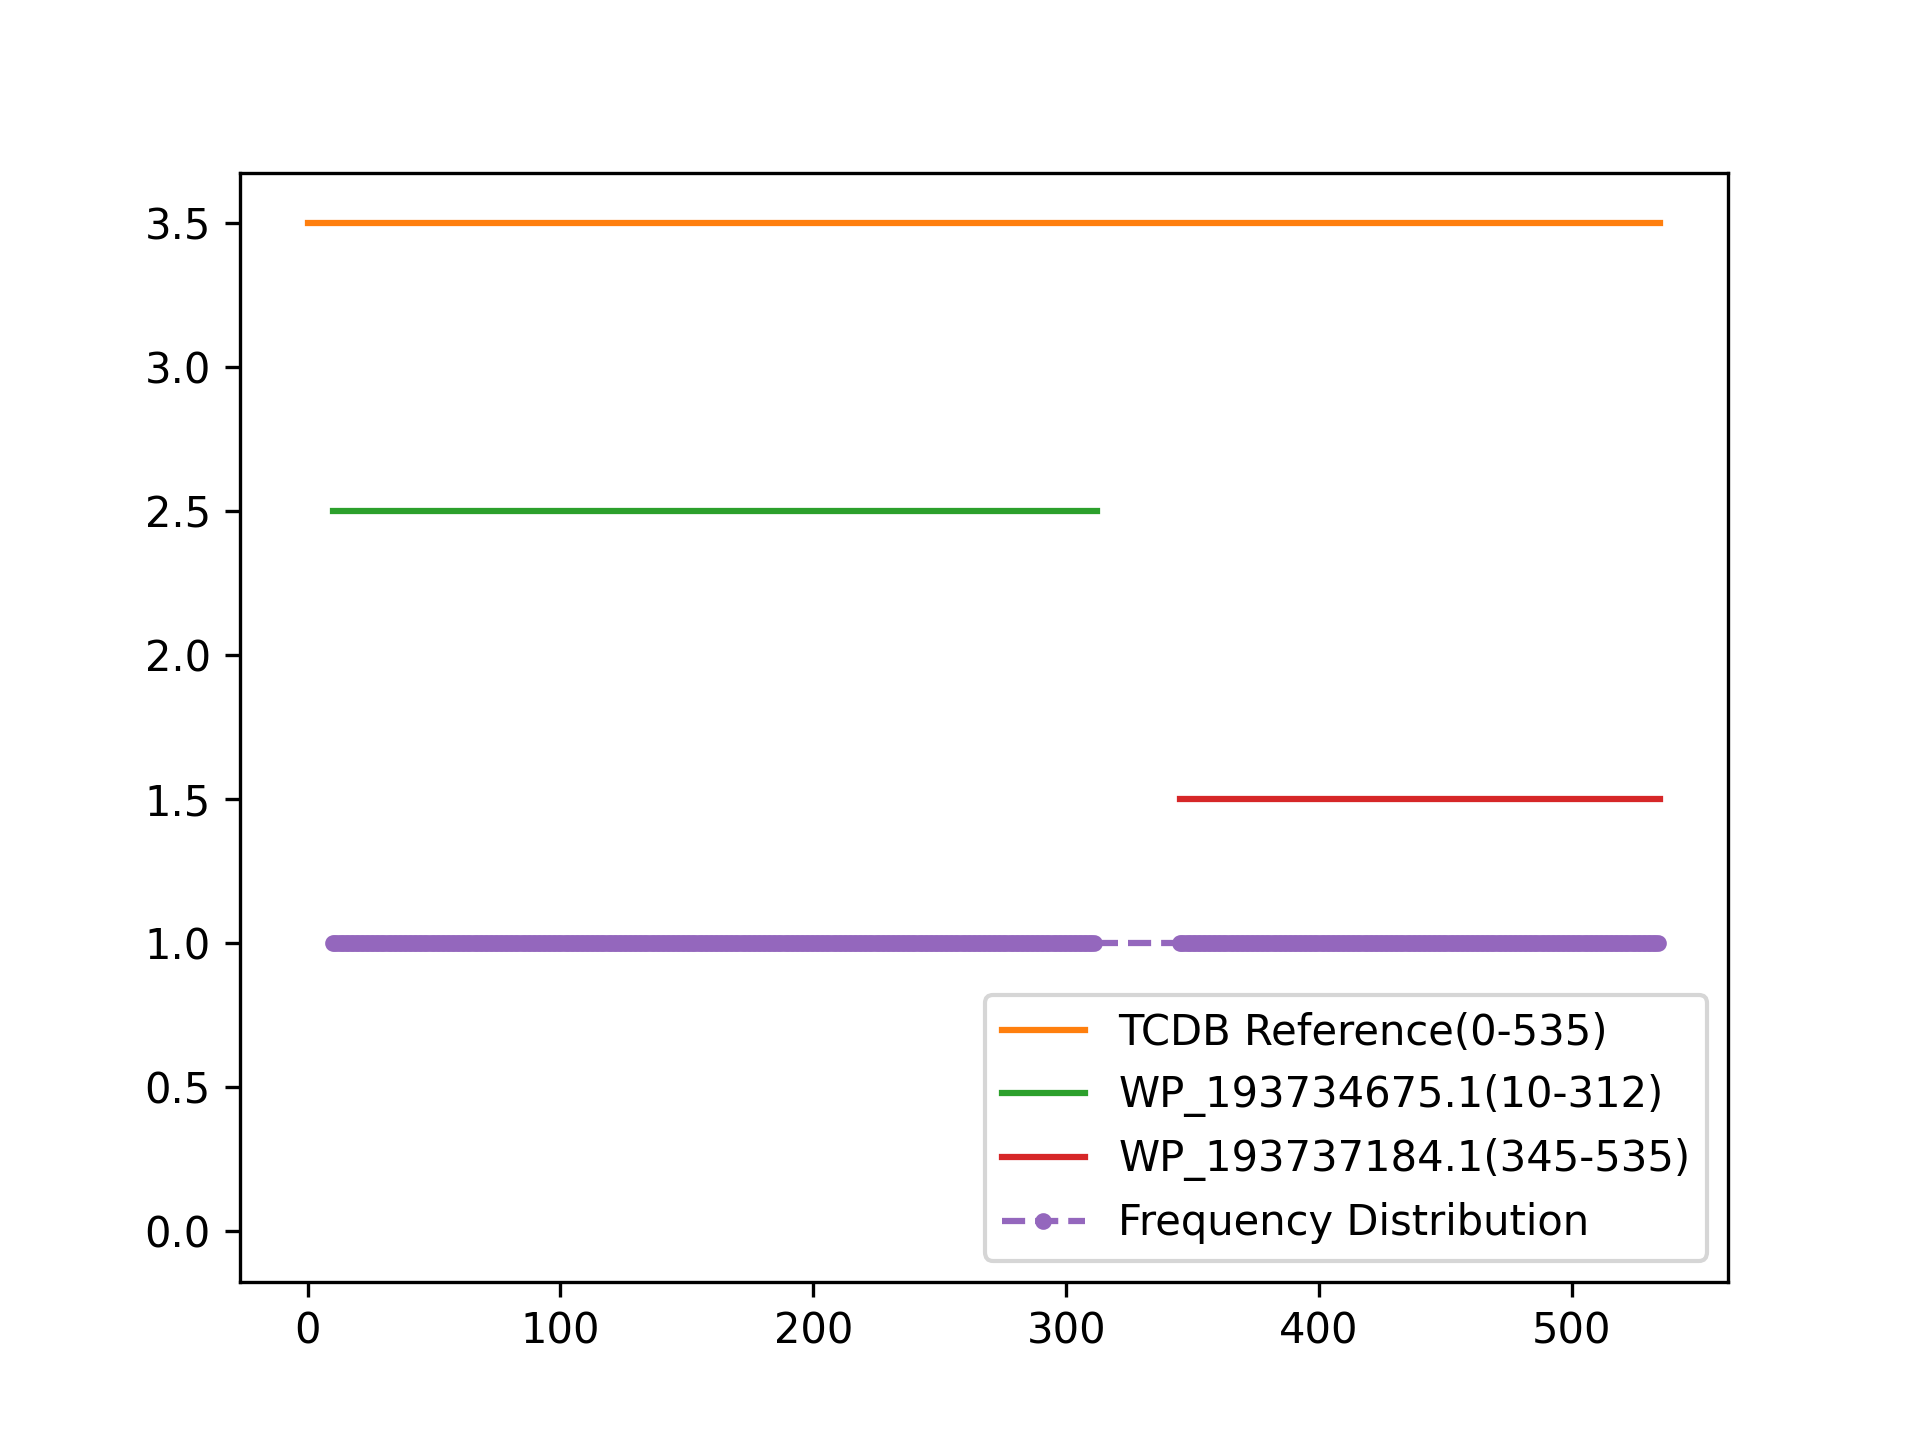 3.5
3.0
2.5
2.0
1.5
1.0
0.5
0.0
TCDB Reference(0-535)
WP_193734675.1(10-312)
WP_193737184.1(345-535)
Frequency Distribution
0 100 200 300 400 500